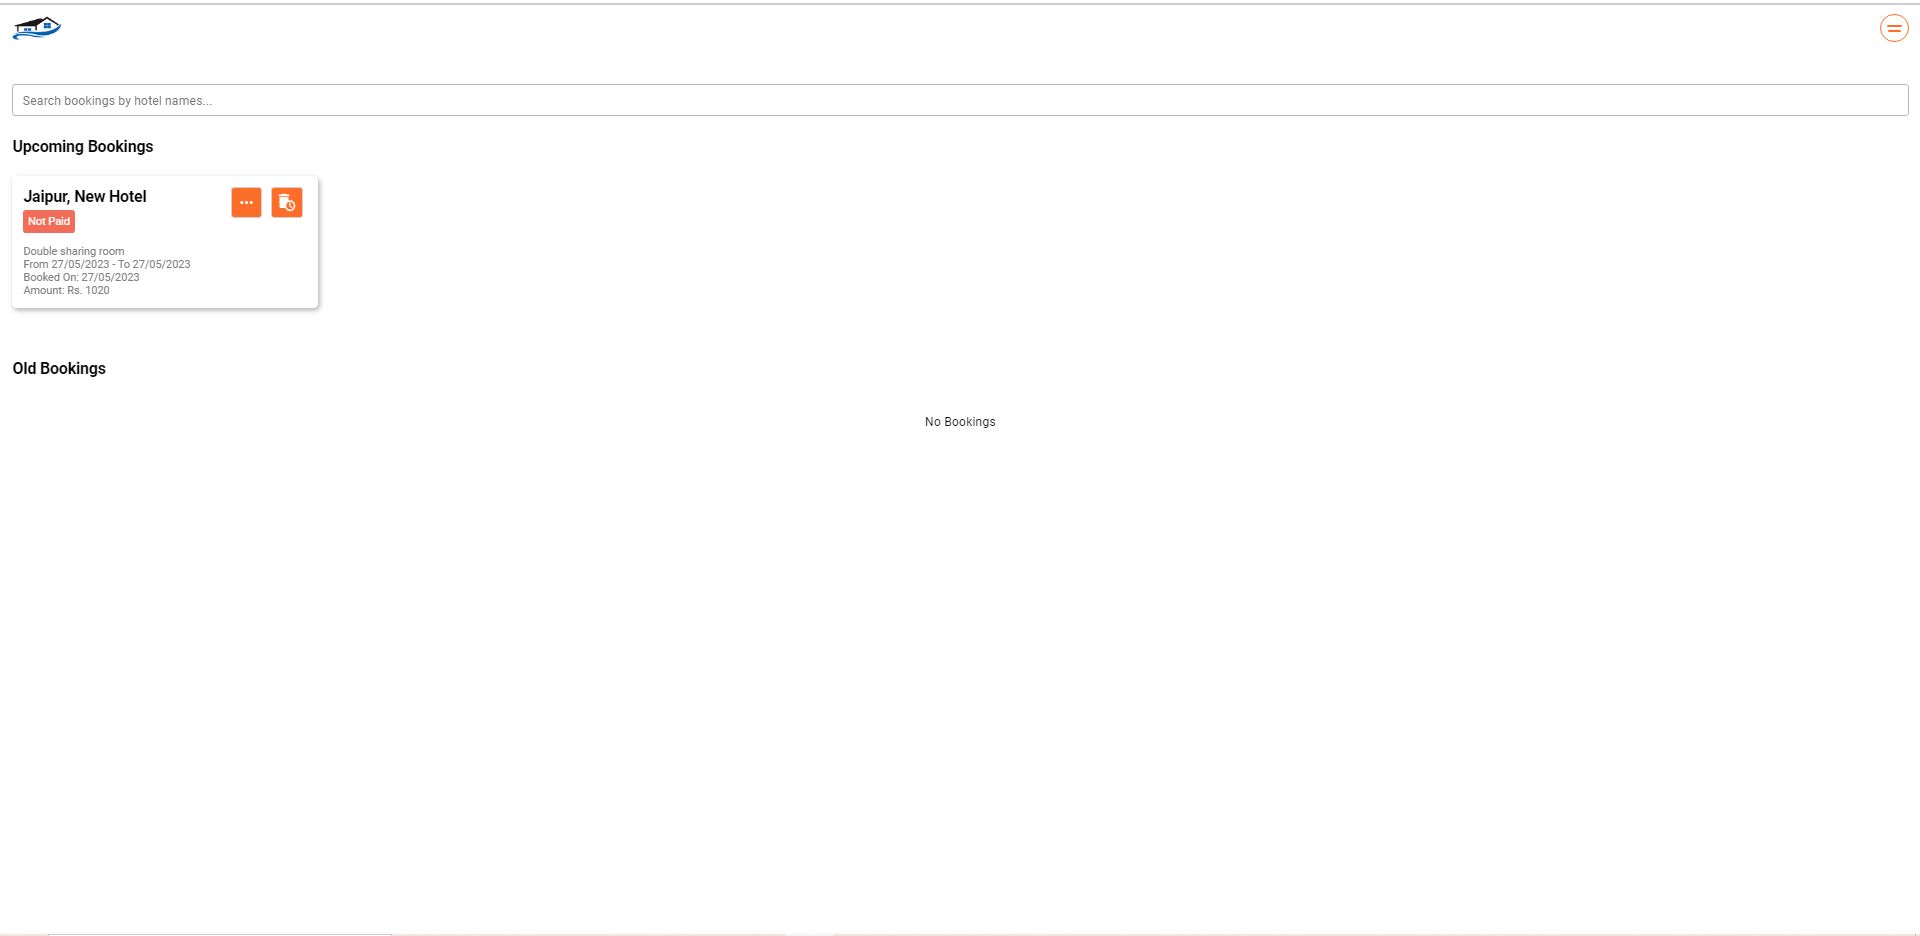 Search bookings by hotel names...
Upcoming Bookings
Jaipur, New Hotel
Not Paid
Double sharing room
From 27/05/2023 - To 27/05/2023
Booked On: 27/05/2023
Amount: Rs. 1020
Old Bookings
No Bookings